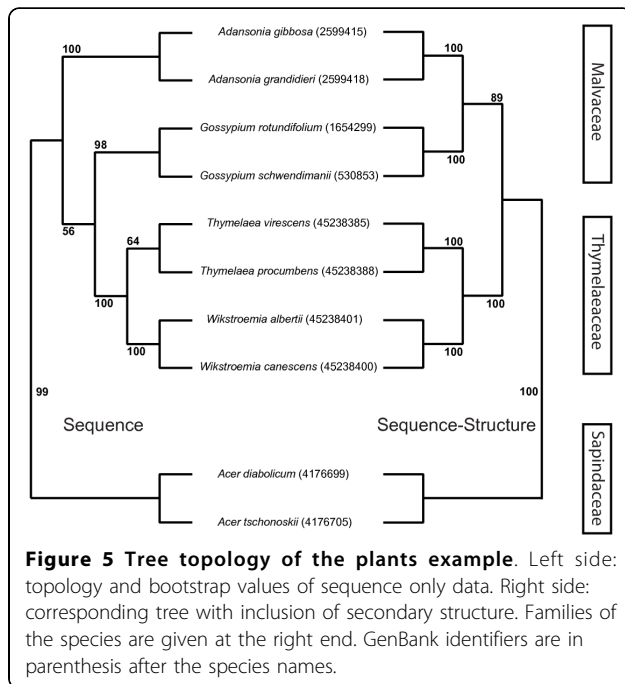 100
Adansonia gibbosa (2599415)
100
Malvaceae
Adansonia grandidieri (2599418)
89
98
Gossypium rotundifolium (1654299)
100
56
Gossypium schwendimanii (530853)
64
Thymelaea virescens (45238385)
100
Thymelaeaceae
Thymelaea procumbens (45238388)
100
Wikstroemia albertii (45238401)
100
100
Wikstroemia canescens (45238400)
99
100
Sequence
Sequence-Structure
Sapindaceae
Acer diabolicum (4176699)
Acer tschonoskii (4176705)
Figure 5 Tree topology of the plants example. Left side:
topology and bootstrap values of sequence only data. Right side:
corresponding tree with inclusion of secondary structure. Families of
the species are given at the right end. GenBank identifiers are in
parenthesis after the species names.